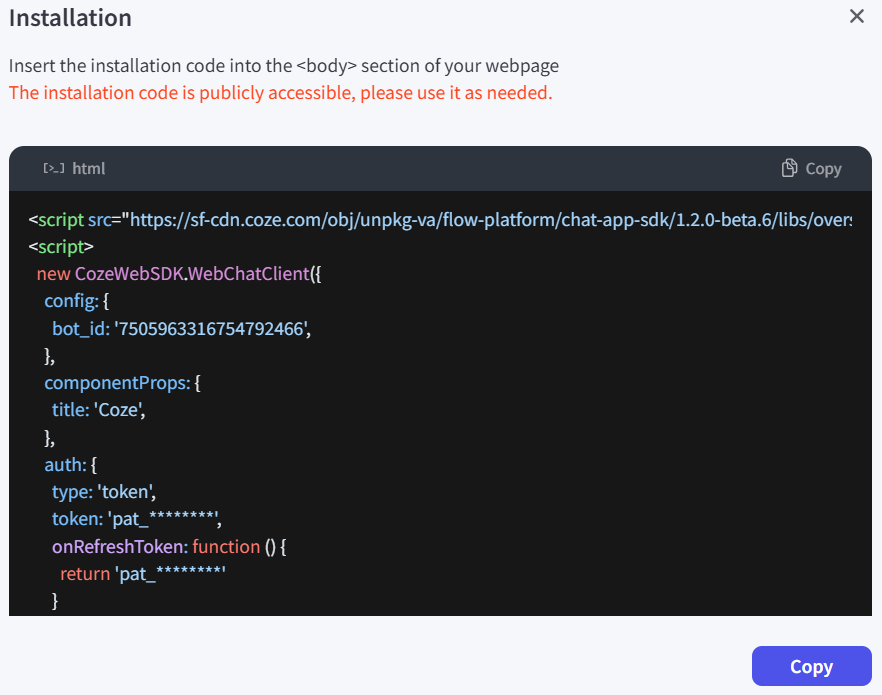 Installation
Insert the installation code into the <body> section of your webpage
The installation code is publicly accessible, please use it as needed.
html
Copy
<script src="https://sf-cdn.coze.com/obj/unpkg-va/flow-platform/chat-app-sdk/1.2.0-beta.6/libs/overs
<script>
new CozeWebSDK.WebChatClient({
config: {
bot_id: '7505963316754792466',
},
componentProps: {
title: 'Coze',
},
auth: {
type: 'token',
token: 'pat_********',
onRefreshToken: function () {
return 'pat_********'
}
Copy